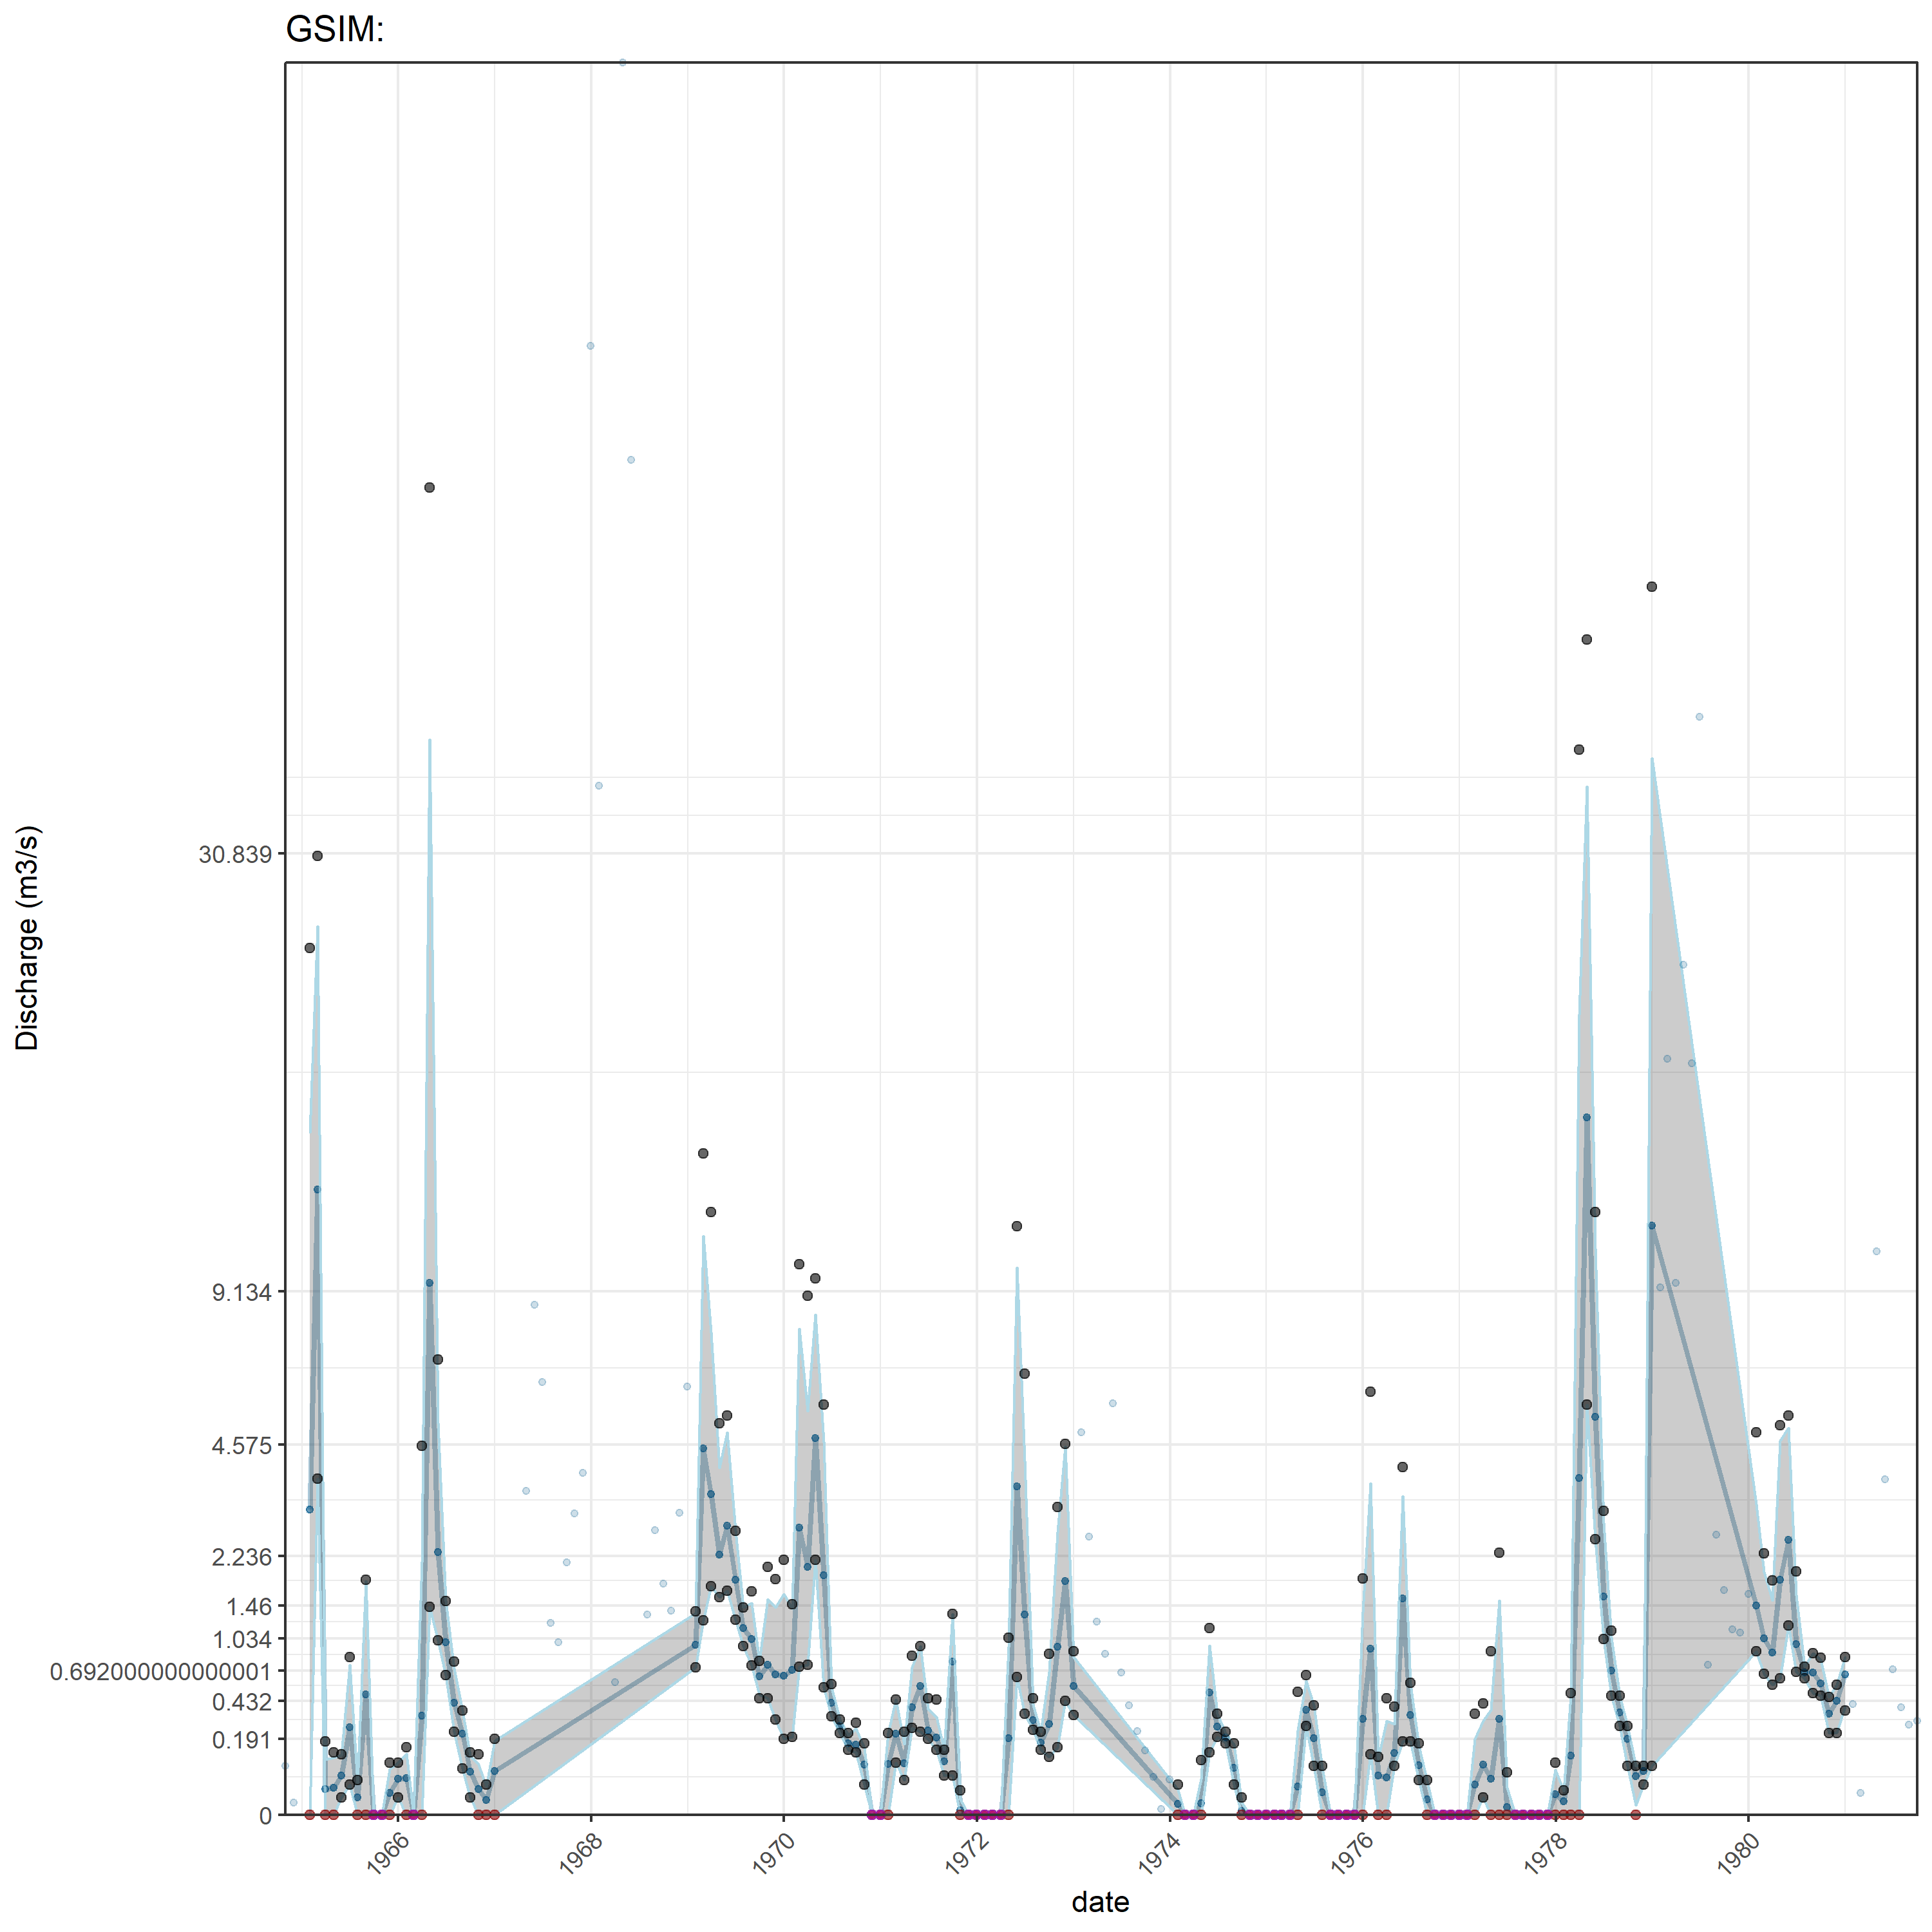 GSIM:
Discharge (m3/s)
30.839
9.134
4.575
2.236
1.46
1.034
0.692000000000001
0.432
0.191
0
1966 1968 1970 1972 1974 1976 1978 1980
date